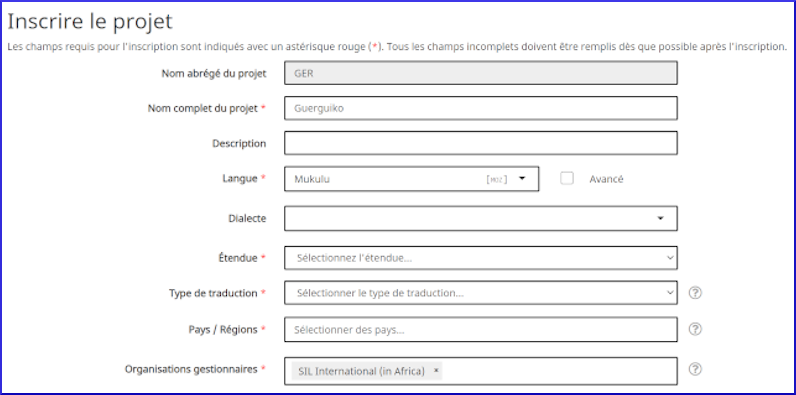 Inscrire le projet
Les champs requis pour l'inscription sont indiqués avec un astérisque rouge (*). Tous les champs incomplets doivent être remplis dès que possible après l'inscription.
Nom abrégé du projet GER
Nom complet du projet * Guerguiko
Description
Langue * Mukulu [moz] Avancé
Dialecte
Étendue * Sélectionnez l'étendue...
Type de traduction * Sélectionner le type de traduction... ?
Pays / Régions * Sélectionner des pays... ?
Organisations gestionnaires * SIL International (in Africa) × ?